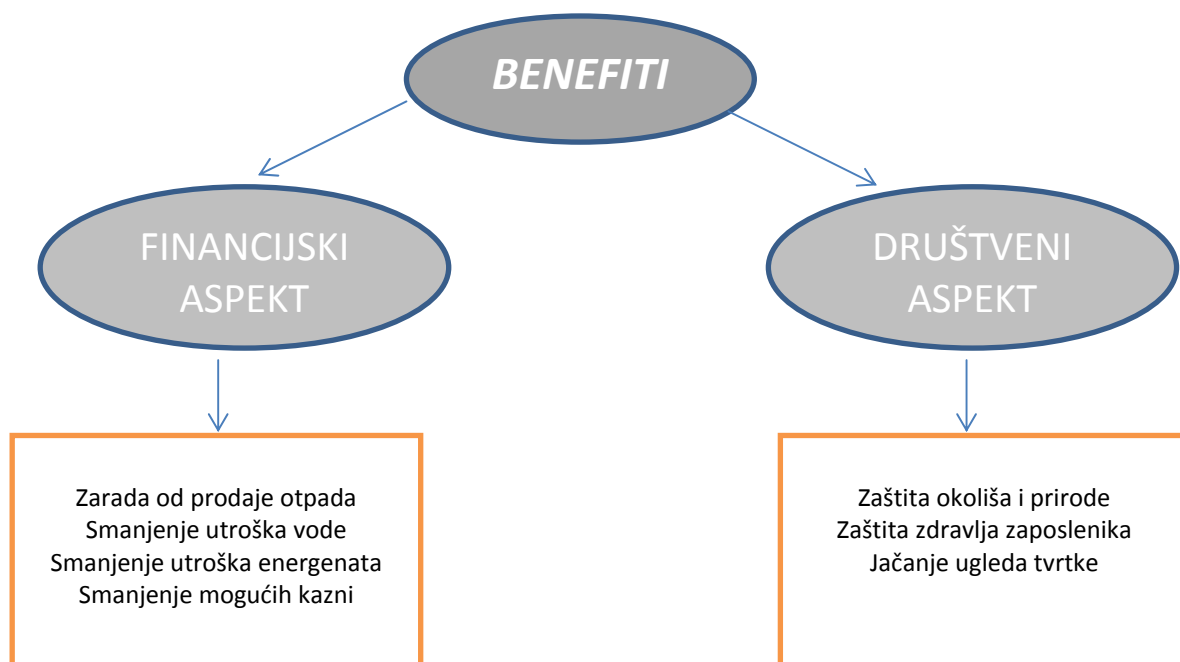 BENEFITI
FINANCIJSKI
ASPEKT
DRUŠTVENI
ASPEKT
Zarada od prodaje otpada
Smanjenje utroška vode
Smanjenje utroška energenata
Smanjenje mogućih kazni
Zaštita okoliša i prirode
Zaštita zdravlja zaposlenika
Jačanje ugleda tvrtke